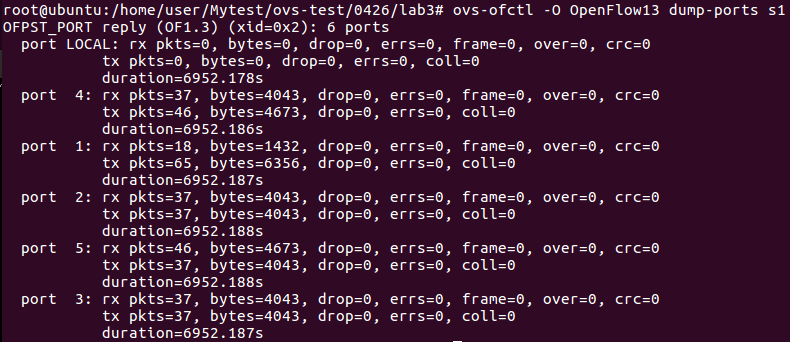 root@ubuntu:/home/user/Mytest/ovs-test/0426/lab3# ovs-ofctl -O OpenFlow13 dump-ports s1
OFPST_PORT reply (OF1.3) (xid=0x2): 6 ports
  port LOCAL: rx pkts=0, bytes=0, drop=0, errs=0, frame=0, over=0, crc=0
           tx pkts=0, bytes=0, drop=0, errs=0, coll=0
           duration=6952.178s
  port  4: rx pkts=37, bytes=4043, drop=0, errs=0, frame=0, over=0, crc=0
           tx pkts=46, bytes=4673, drop=0, errs=0, coll=0
           duration=6952.186s
  port  1: rx pkts=18, bytes=1432, drop=0, errs=0, frame=0, over=0, crc=0
           tx pkts=65, bytes=6356, drop=0, errs=0, coll=0
           duration=6952.187s
  port  2: rx pkts=37, bytes=4043, drop=0, errs=0, frame=0, over=0, crc=0
           tx pkts=37, bytes=4043, drop=0, errs=0, coll=0
           duration=6952.188s
  port  5: rx pkts=46, bytes=4673, drop=0, errs=0, frame=0, over=0, crc=0
           tx pkts=37, bytes=4043, drop=0, errs=0, coll=0
           duration=6952.188s
  port  3: rx pkts=37, bytes=4043, drop=0, errs=0, frame=0, over=0, crc=0
           tx pkts=37, bytes=4043, drop=0, errs=0, coll=0
           duration=6952.187s